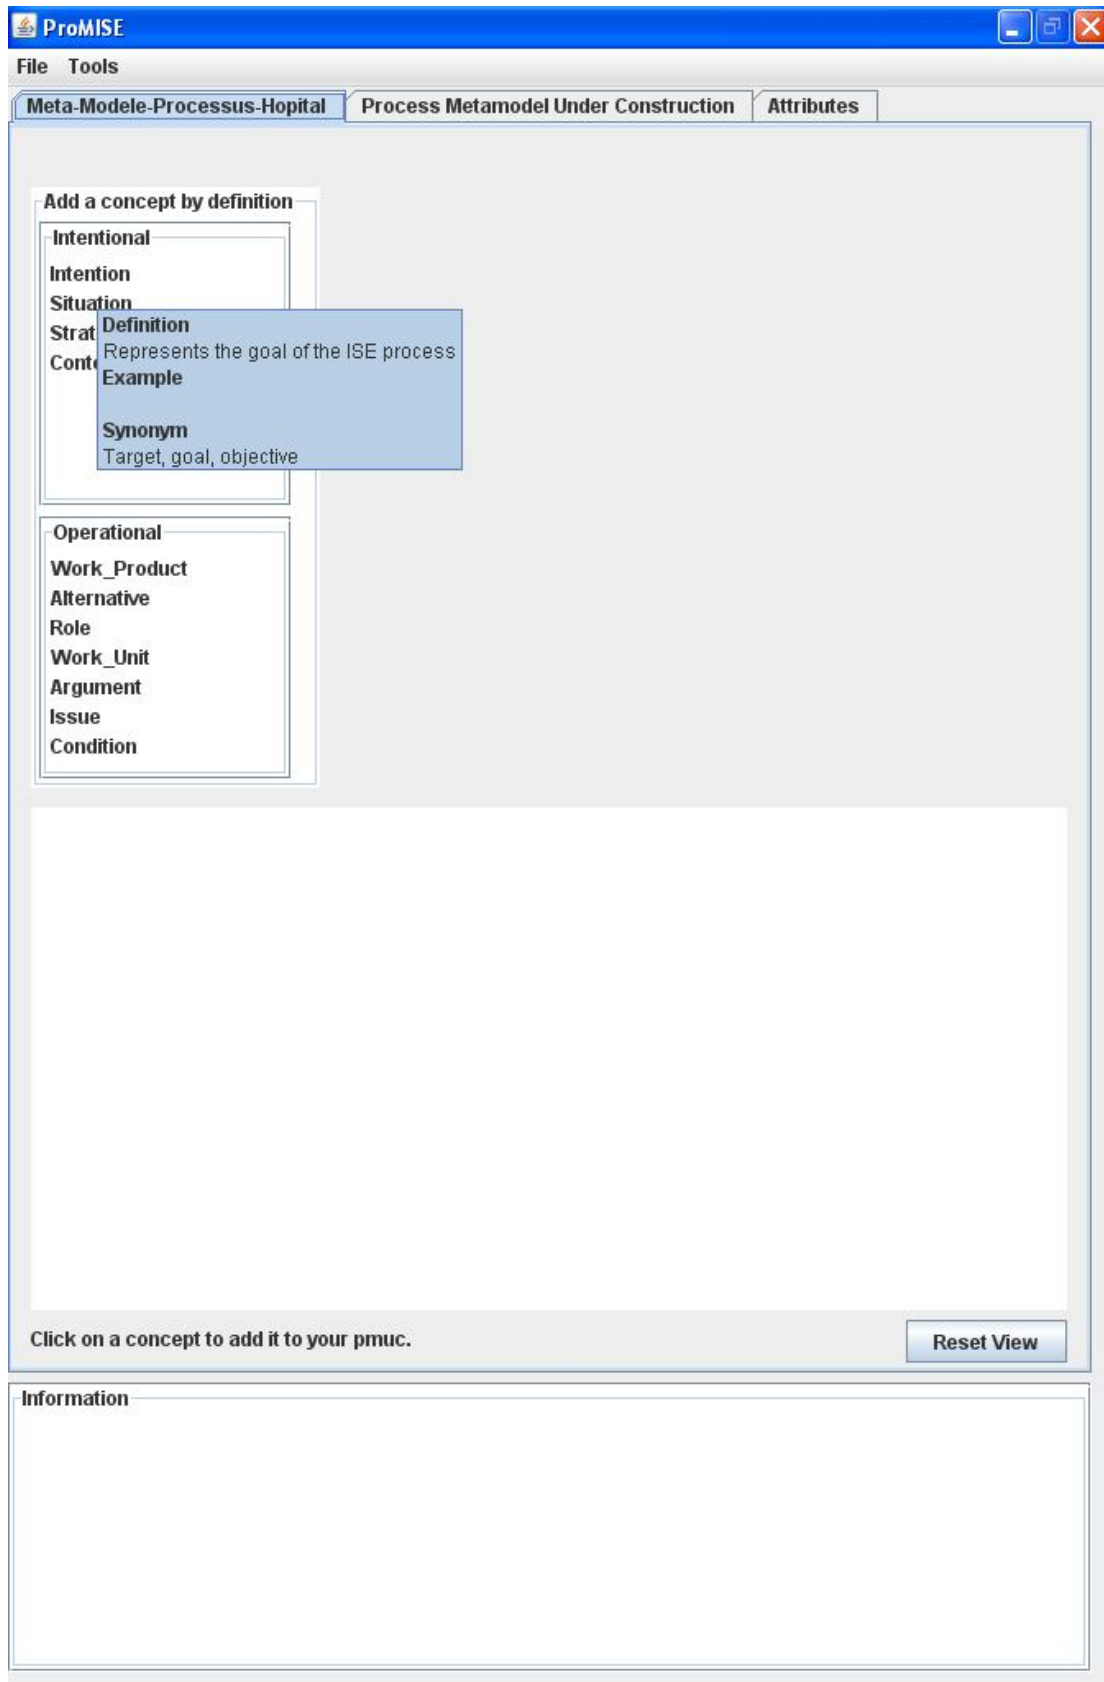 ProMISE
File Tools
Meta-Modele-Processus-Hopital Process Metamodel Under Construction Attributes
Add a concept by definition
Intentional
Intention
Situation
Strat
Conte
Definition
Represents the goal of the ISE process
Example
Synonym
Target, goal, objective
Operational
Work_Product
Alternative
Role
Work_Unit
Argument
Issue
Condition
Click on a concept to add it to your pmuc.
Reset View
Information